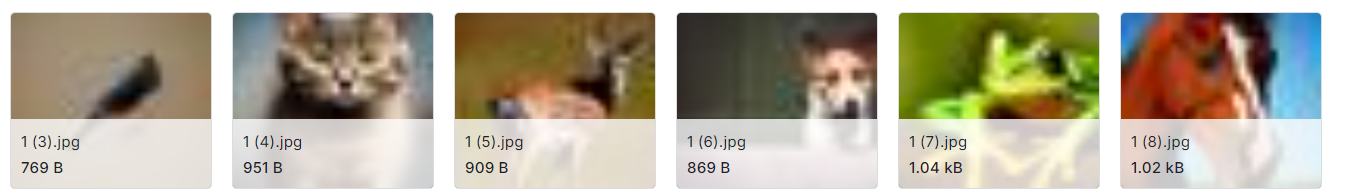 1 (3).jpg
769 B
1 (4).jpg
951 B
1 (5).jpg
909 B
1 (6).jpg
869 B
1 (7).jpg
1.04 kB
1 (8).jpg
1.02 kB